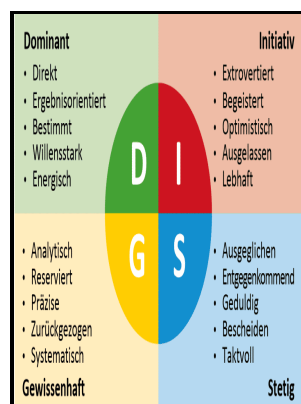 Dominant
• Direkt
• Ergebnisorientiert
• Bestimmt
• Willensstark
• Energisch
Initiativ
• Extrovertiert
• Begeistert
• Optimistisch
• Ausgelassen
• Lebhaft
D I
G S
• Analytisch
• Reserviert
• Präzise
• Zurückgezogen
• Systematisch
Gewissenhaft
• Ausgeglichen
• Entgegenkommend
• Geduldig
• Bescheiden
• Taktvoll
Stetig